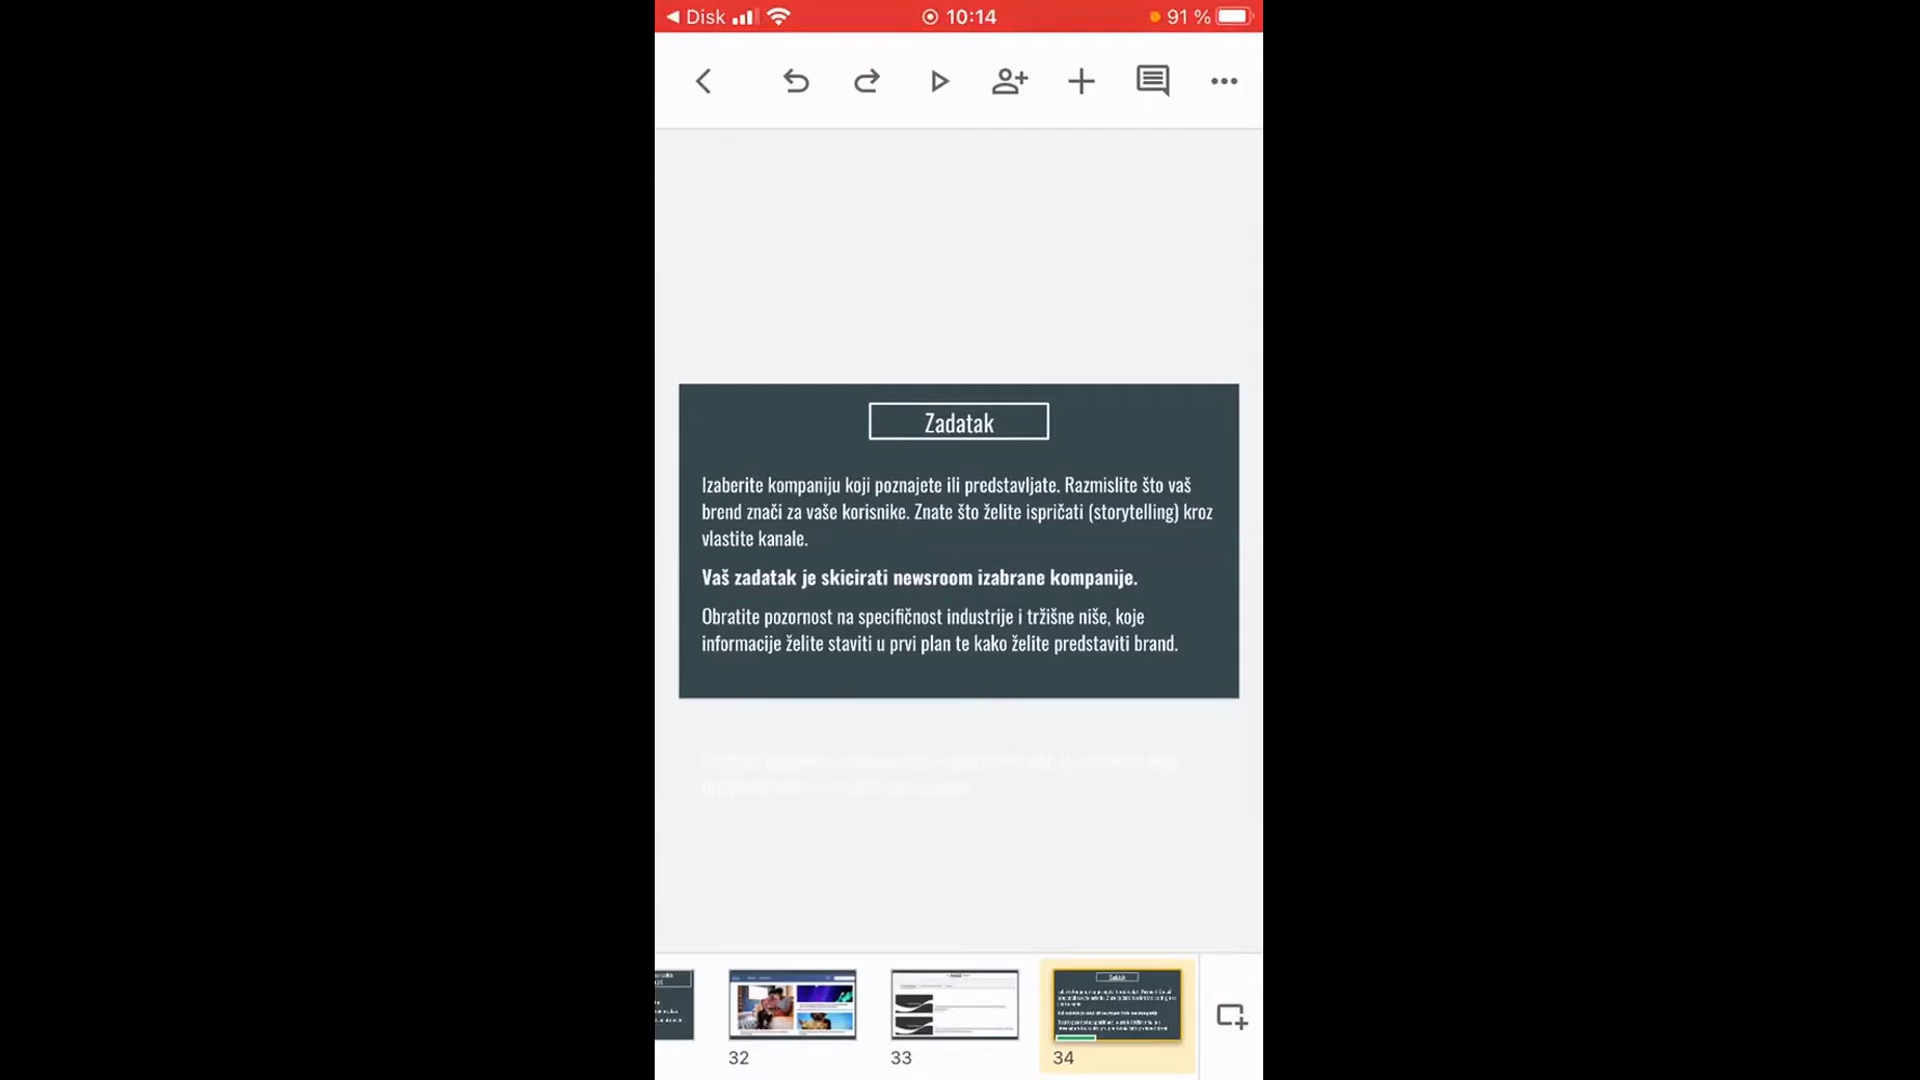 Disk
10:14
91 %
Zadatak
Izaberite kompaniju koji poznajete ili predstavljate. Razmislite što vaš
brend znači za vaše korisnike. Znate što želite ispričati (storytelling) kroz
vlastite kanale.
Vaš zadatak je skicirati newsroom izabrane kompanije.
Obratite pozornost na specifičnost industrije i tržišne niše, koje
informacije želite staviti u prvi plan te kako želite predstaviti brand.
32
33
34